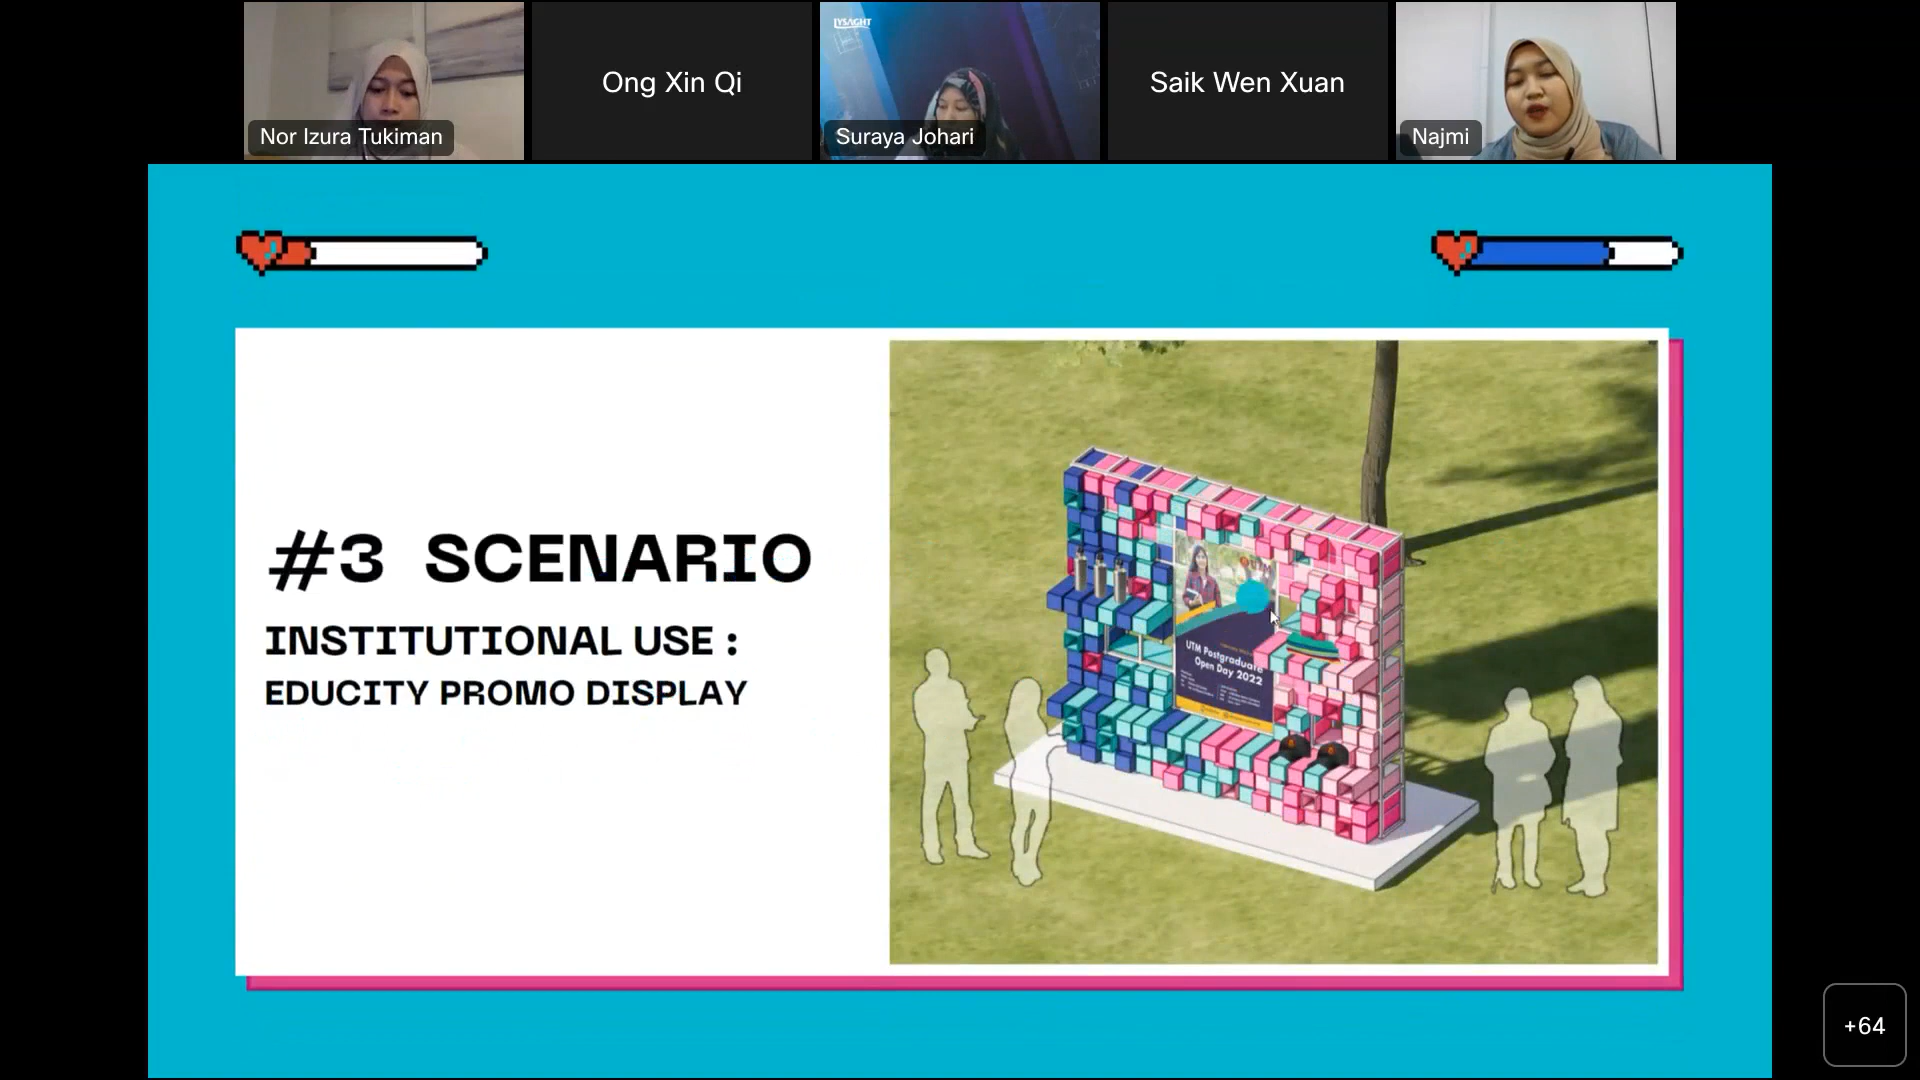 LYSAGHT
Nor Izura Tukiman
Ong Xin Qi
Suraya Johari
Saik Wen Xuan
Najmi
#3 SCENARIO
INSTITUTIONAL USE :
EDUCITY PROMO DISPLAY
UTM
UTM Postgraduate
Open Day 2022
+64